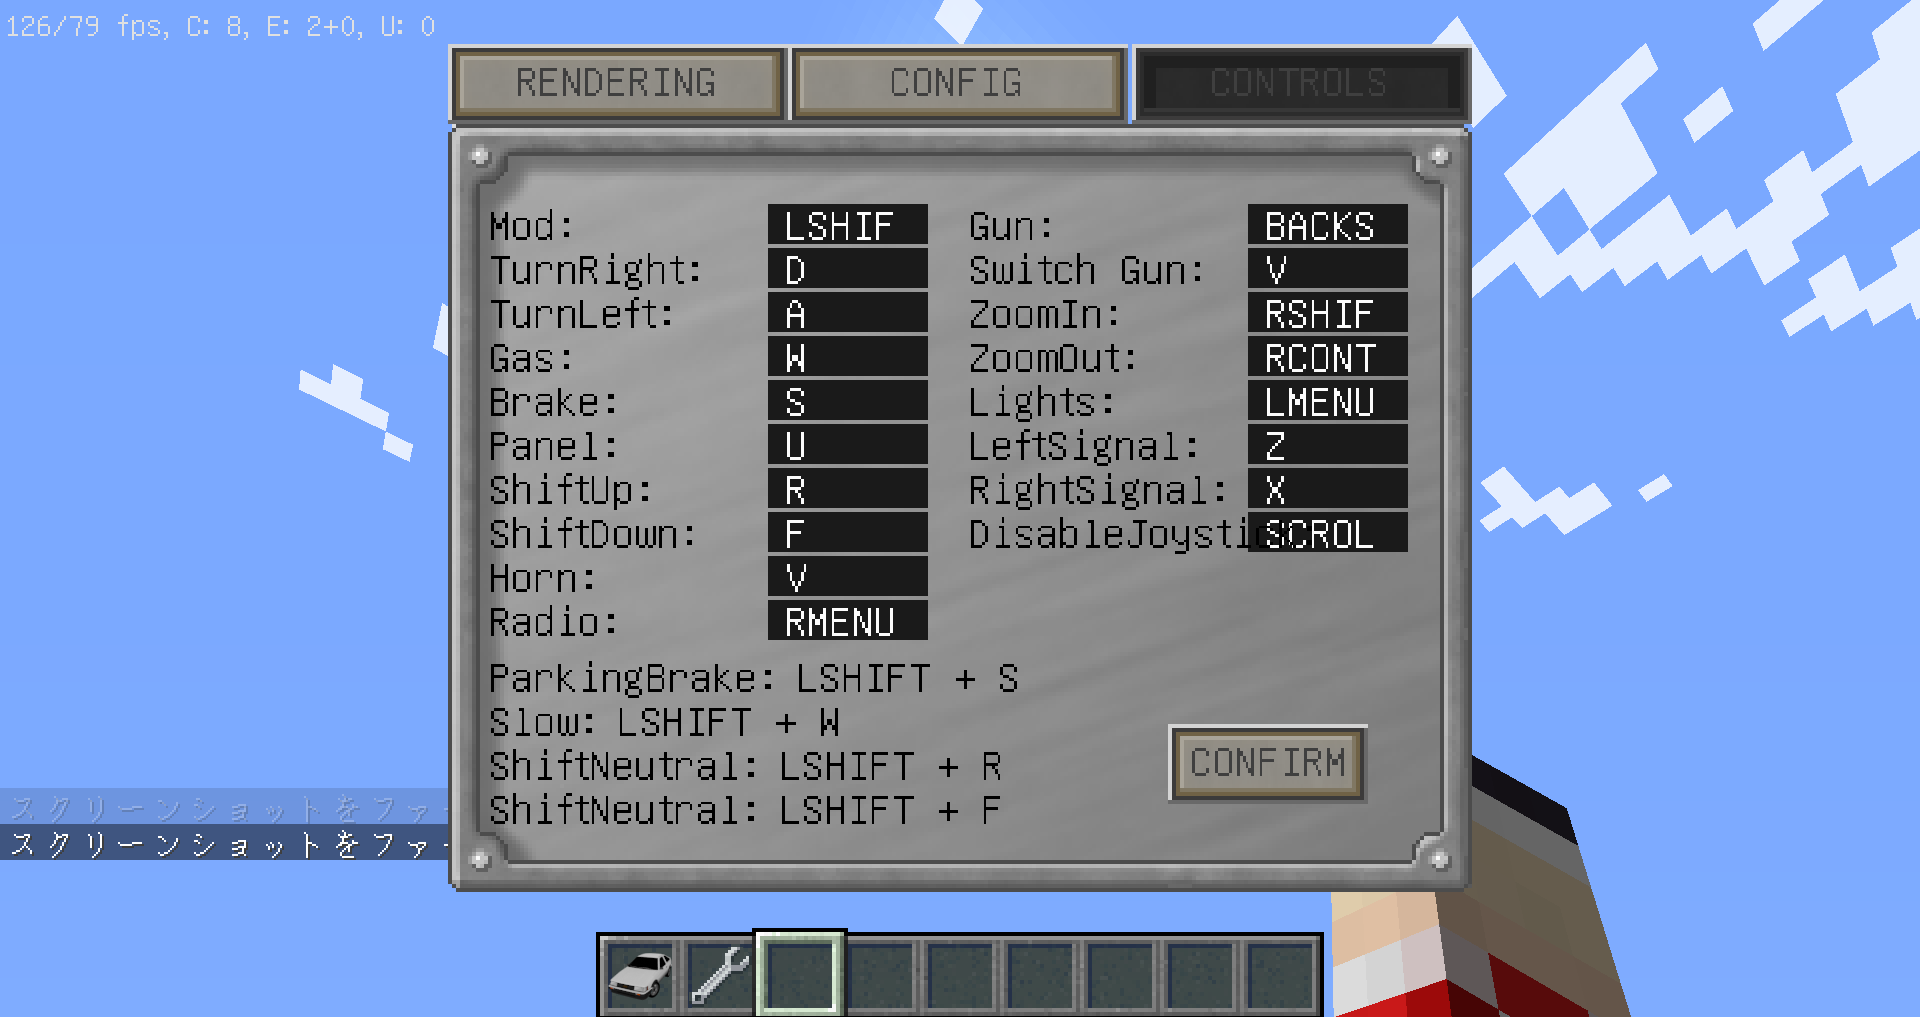 126/79 fps, C: 8, E: 2+0, U: 0
RENDERING CONFIG CONTROLS
Mod: LSHIF Gun: BACKS
TurnRight: D Switch Gun: V
TurnLeft: A ZoomIn: RSHIF
Gas: W ZoomOut: RCONT
Brake: S Lights: LMENU
Panel: U LeftSignal: Z
ShiftUp: R RightSignal: X
ShiftDown: F DisableJoystick: SCROL
Horn: V
Radio: RMENU
ParkingBrake: LSHIFT + S
Slow: LSHIFT + W
ShiftNeutral: LSHIFT + R
ShiftNeutral: LSHIFT + F
CONFIRM
スクリーンショットをファ
スクリーンショットをファー